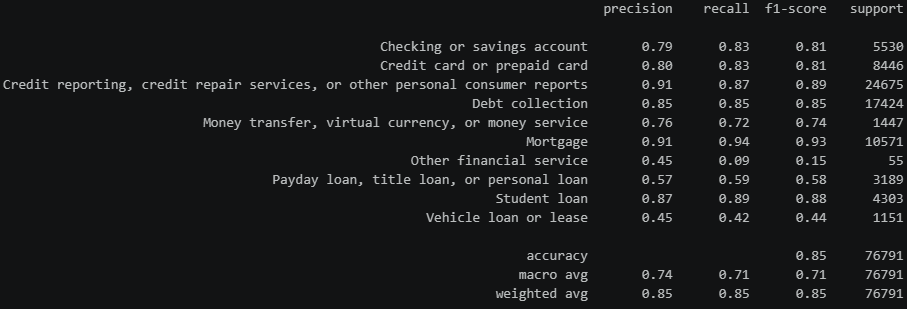 precision recall f1-score support
Checking or savings account 0.79 0.83 0.81 5530
Credit card or prepaid card 0.80 0.83 0.81 8446
Credit reporting, credit repair services, or other personal consumer reports 0.91 0.87 0.89 24675
Debt collection 0.85 0.85 0.85 17424
Money transfer, virtual currency, or money service 0.76 0.72 0.74 1447
Mortgage 0.91 0.94 0.93 10571
Other financial service 0.45 0.09 0.15 55
Payday loan, title loan, or personal loan 0.57 0.59 0.58 3189
Student loan 0.87 0.89 0.88 4303
Vehicle loan or lease 0.45 0.42 0.44 1151
accuracy 0.85 76791
macro avg 0.74 0.71 0.71 76791
weighted avg 0.85 0.85 0.85 76791